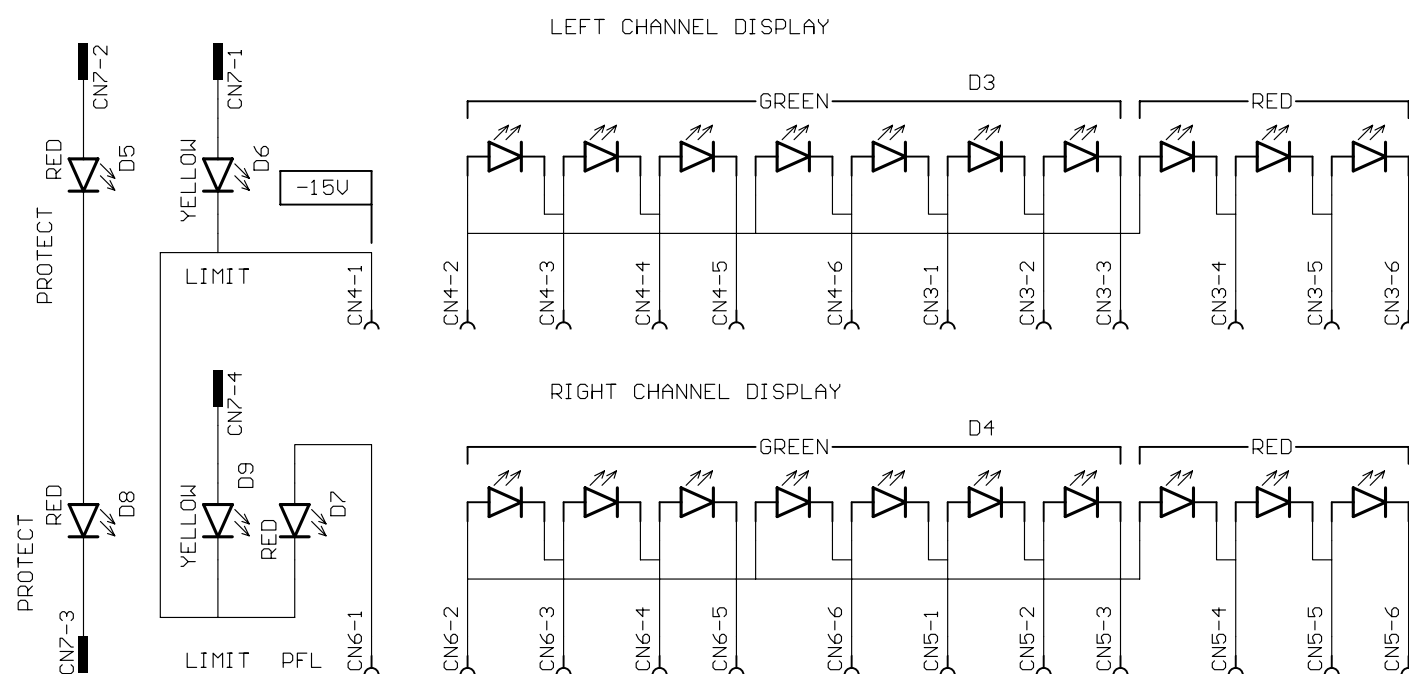 LEFT CHANNEL DISPLAY
CN7-2
CN7-1
D3
GREEN
RED
RED
D5
YELLOW
D6
-15V
PROTECT
LIMIT
CN4-1
CN4-2
CN4-3
CN4-4
CN4-5
CN4-6
CN3-1
CN3-2
CN3-3
CN3-4
CN3-5
CN3-6
RIGHT CHANNEL DISPLAY
CN7-4
D4
GREEN
RED
RED
D8
YELLOW
D9
RED
D7
PROTECT
CN7-3
LIMIT
PFL
CN6-1
CN6-2
CN6-3
CN6-4
CN6-5
CN6-6
CN5-1
CN5-2
CN5-3
CN5-4
CN5-5
CN5-6